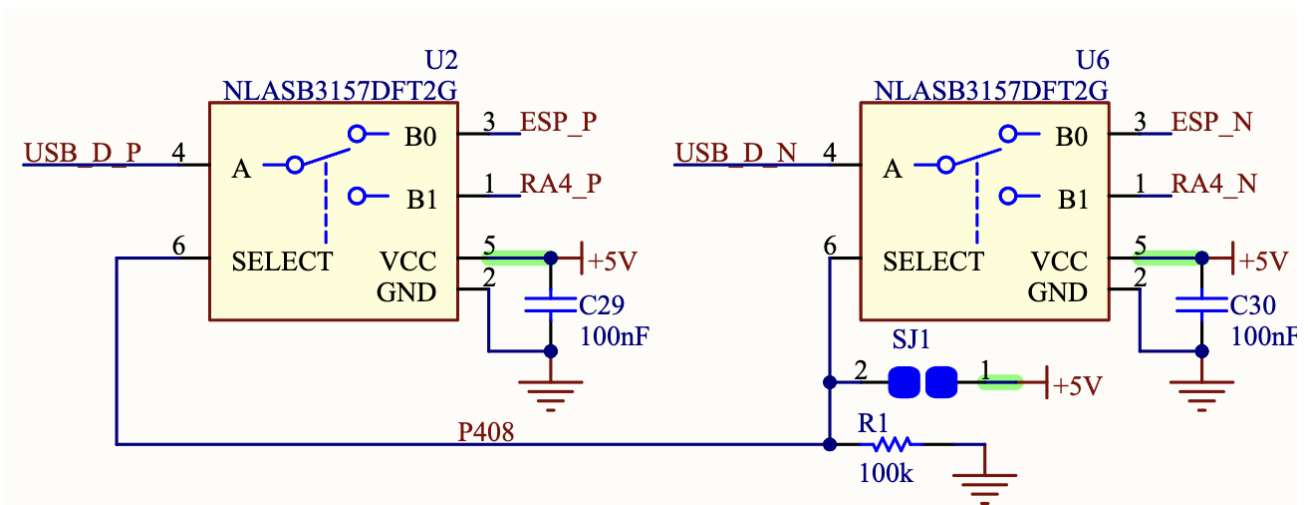 U2
NLASB3157DFT2G
USB_D_P
4
A
B0
3
ESP_P
B1
1
RA4_P
6
SELECT
VCC
5
+5V
GND
2
C29
100nF
U6
NLASB3157DFT2G
USB_D_N
4
A
B0
3
ESP_N
B1
1
RA4_N
6
SELECT
VCC
5
+5V
GND
2
C30
100nF
SJ1
2
1
+5V
P408
R1
100k